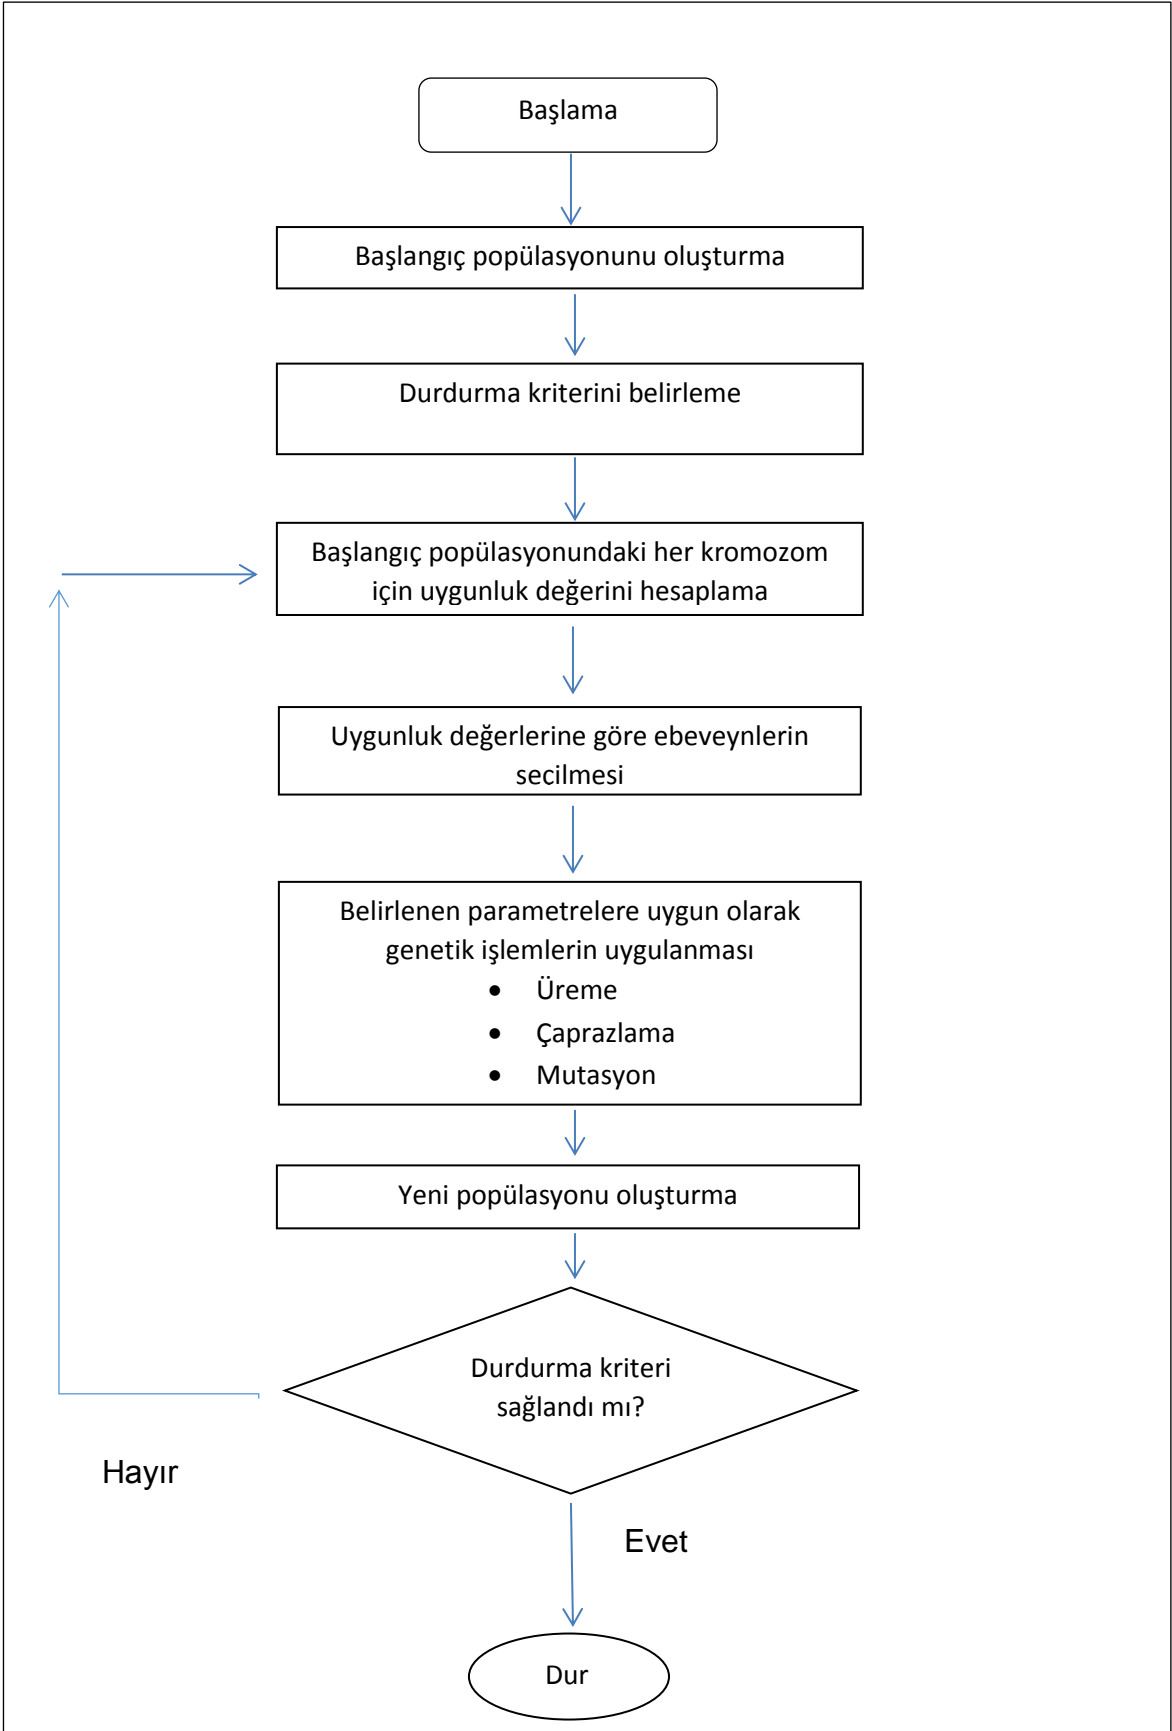 Başlama
Başlangıç popülasyonunu oluşturma
Durdurma kriterini belirleme
Başlangıç popülasyonundaki her kromozom
için uygunluk değerini hesaplama
Uygunluk değerlerine göre ebeveynlerin
seçilmesi
Belirlenen parametrelere uygun olarak
genetik işlemlerin uygulanması
• Üreme
• Çaprazlama
• Mutasyon
Yeni popülasyonu oluşturma
Durdurma kriteri
sağlandı mı?
Hayır
Evet
Dur